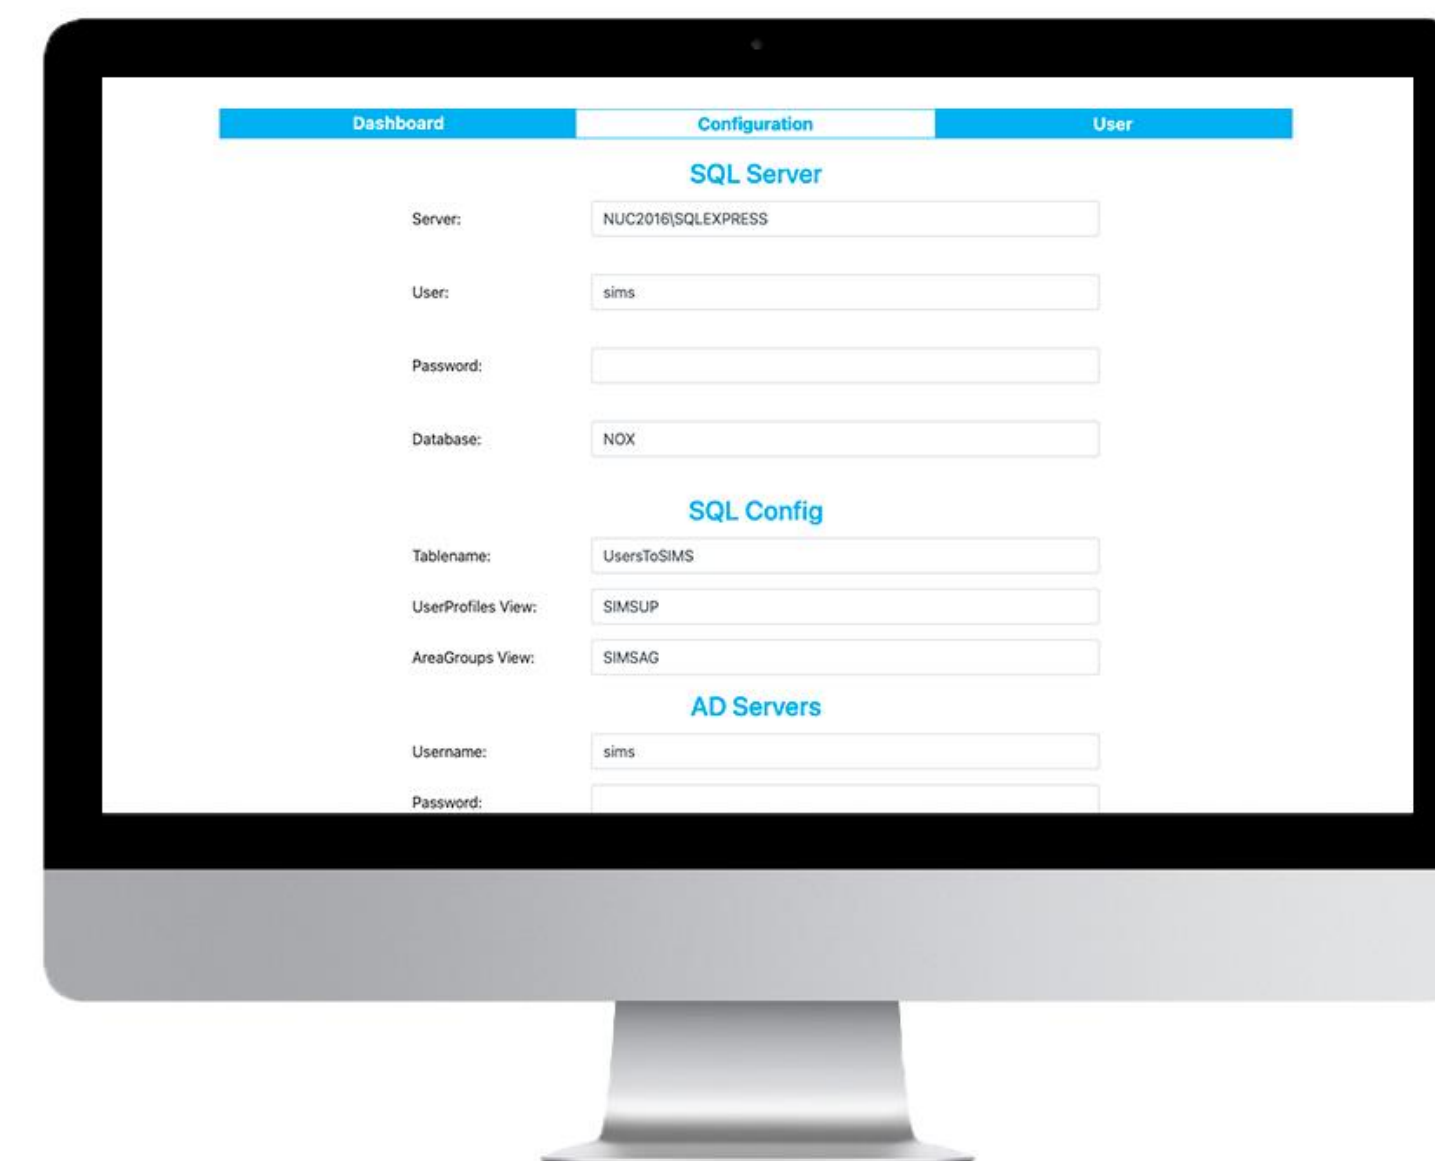 Dashboard Configuration User
SQL Server
Server: NUC2016\SQLEXPRESS
User: sims
Password:
Database: NOX
SQL Config
Tablename: UsersToSIMS
UserProfiles View: SIMSUP
AreaGroups View: SIMSAG
AD Servers
Username: sims
Password: